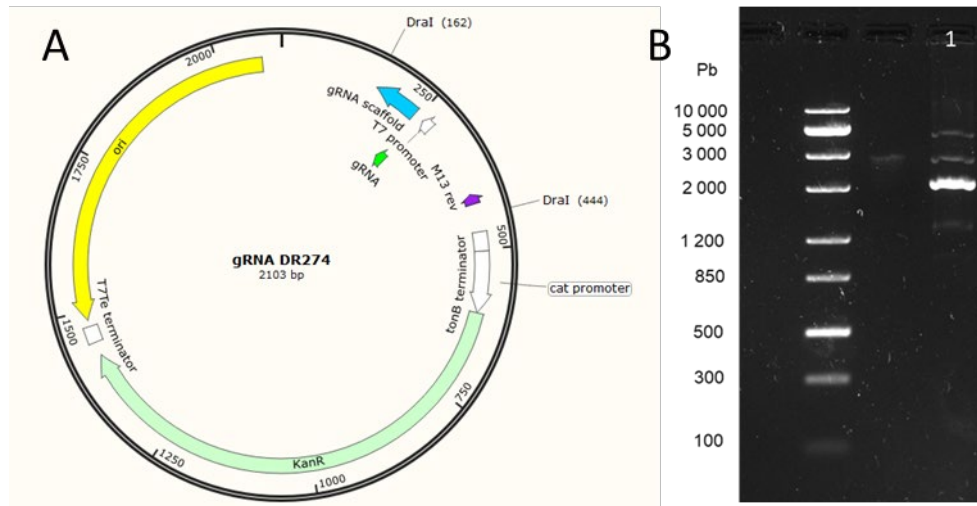 A
DraI (162)
2000
250
gRNA scaffold
T7 promoter
gRNA
M13 rev
ori
1750
DraI (444)
500
gRNA DR274
2103 bp
cat promoter
tonB terminator
T7Te terminator
1500
750
KanR
1250
1000
B
1
Pb
10 000
5 000
3 000
2 000
1 200
850
500
300
100